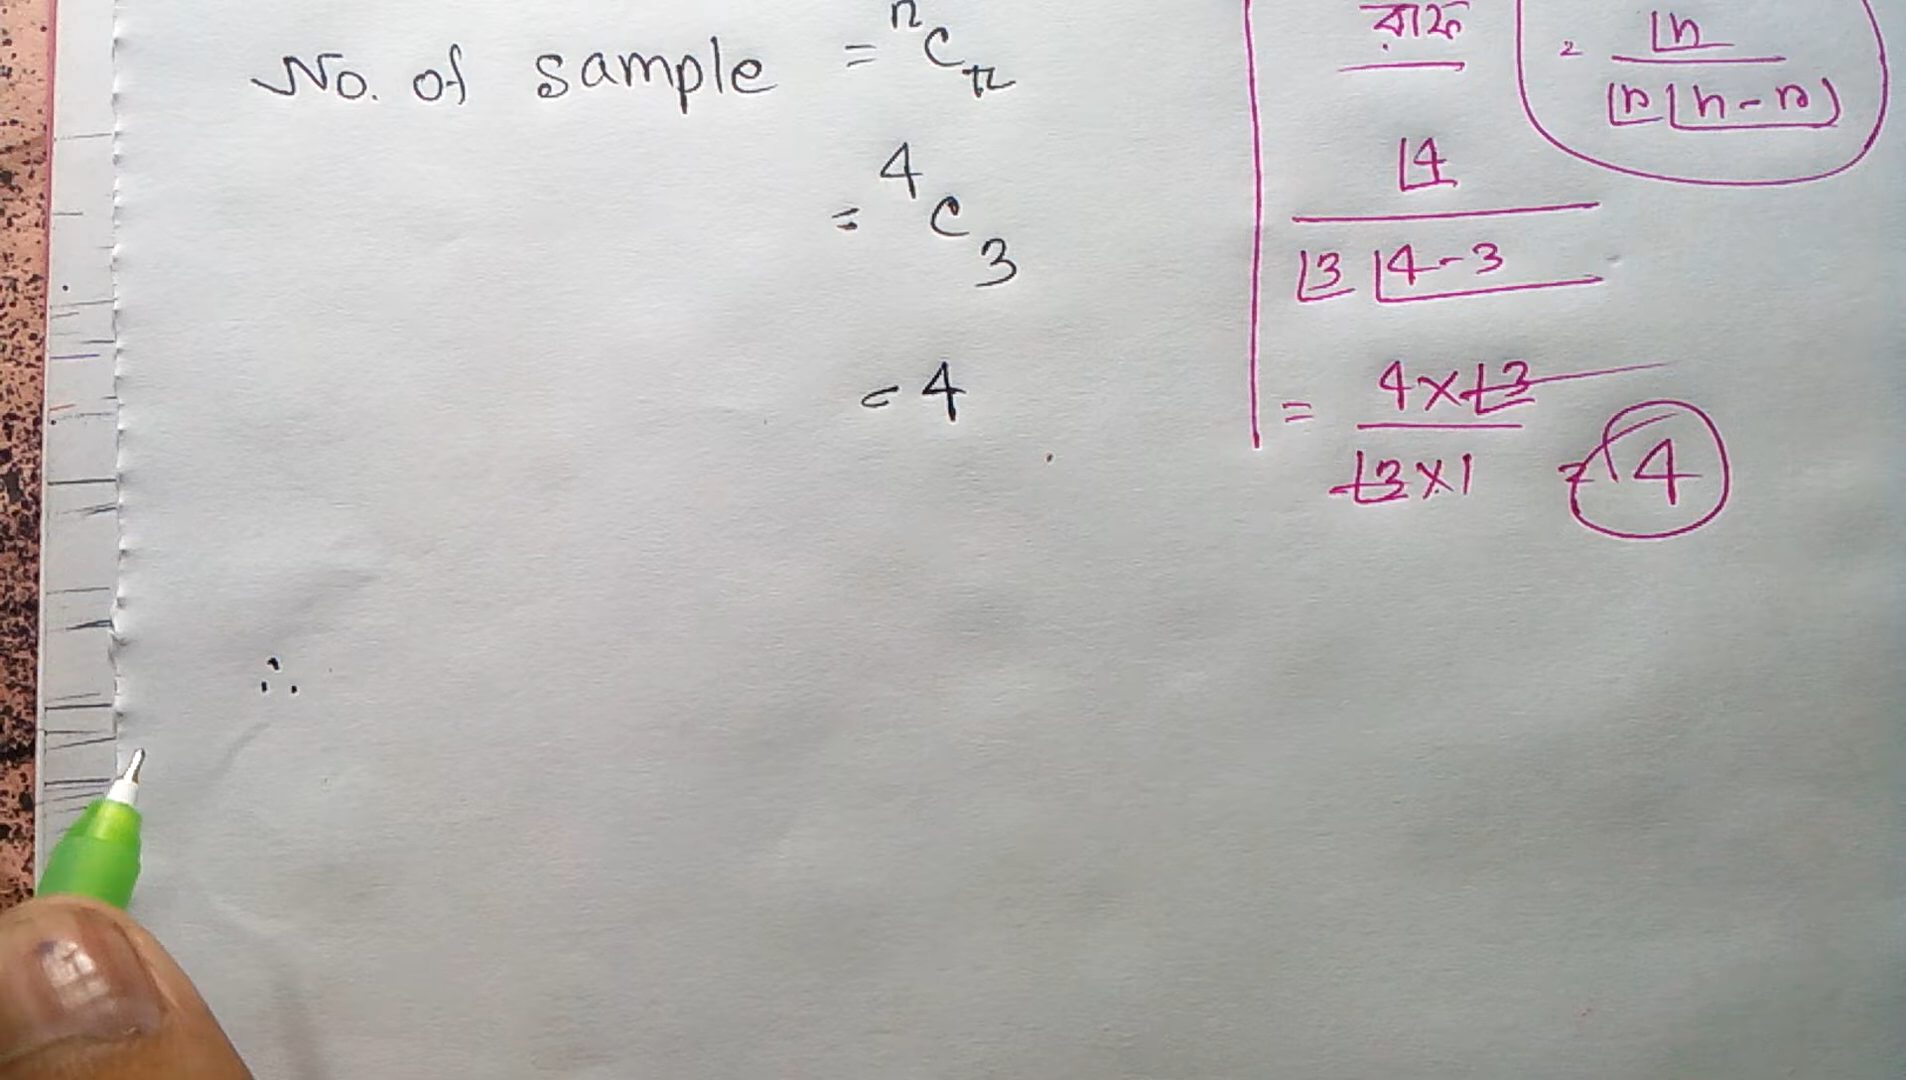 No. of sample = ⁿCᵣ
= ⁴C₃
= 4
∴
রাফ
= |n / |r |n-r
|4 / |3 |4-3
= 4×|3 / |3×1 = 4